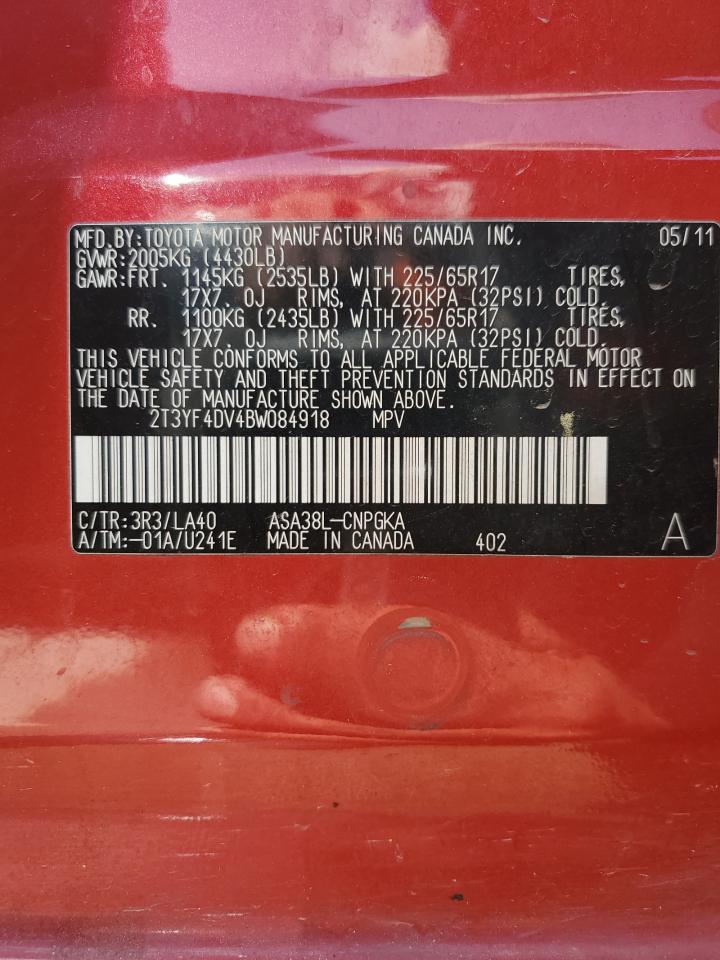 MFD.BY:TOYOTA MOTOR MANUFACTURING CANADA INC. 05/11
GVWR:2005KG (4430LB)
GAWR:FRT. 1145KG (2535LB) WITH 225/65R17 TIRES,
17X7. 0J RIMS, AT 220KPA (32PSI) COLD.
RR. 1100KG (2435LB) WITH 225/65R17 TIRES,
17X7. 0J RIMS, AT 220KPA (32PSI) COLD.
THIS VEHICLE CONFORMS TO ALL APPLICABLE FEDERAL MOTOR
VEHICLE SAFETY AND THEFT PREVENTION STANDARDS IN EFFECT ON
THE DATE OF MANUFACTURE SHOWN ABOVE.
2T3YF4DV4BW084918 MPV
C/TR:3R3/LA40 ASA38L-CNPGKA
A/TM:-01A/U241E MADE IN CANADA 402 A